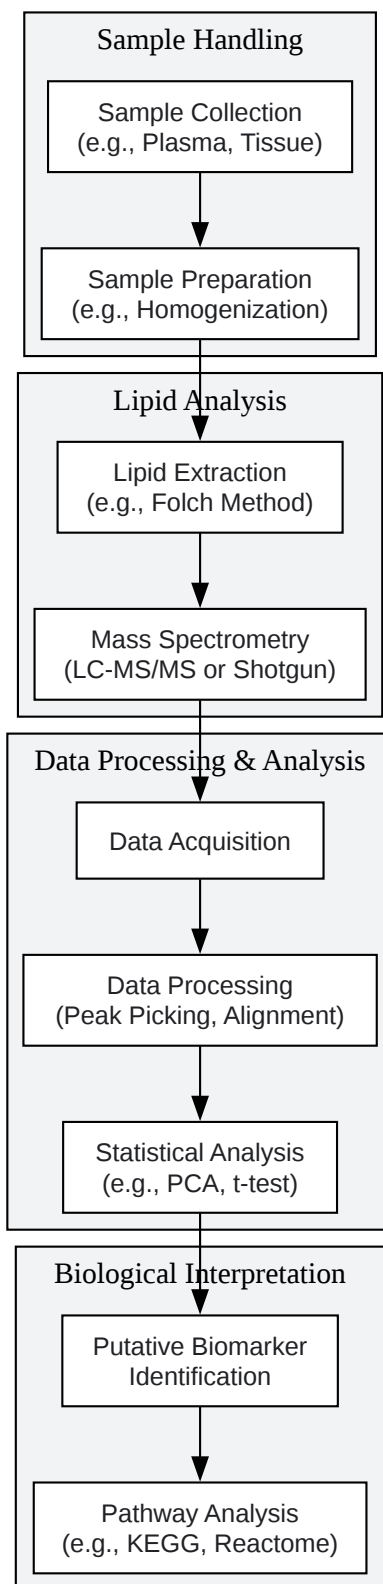 Sample Handling
Sample Collection
(e.g., Plasma, Tissue)
Sample Preparation
(e.g., Homogenization)
Lipid Analysis
Lipid Extraction
(e.g., Folch Method)
Mass Spectrometry
(LC-MS/MS or Shotgun)
Data Processing & Analysis
Data Acquisition
Data Processing
(Peak Picking, Alignment)
Statistical Analysis
(e.g., PCA, t-test)
Biological Interpretation
Putative Biomarker
Identification
Pathway Analysis
(e.g., KEGG, Reactome)